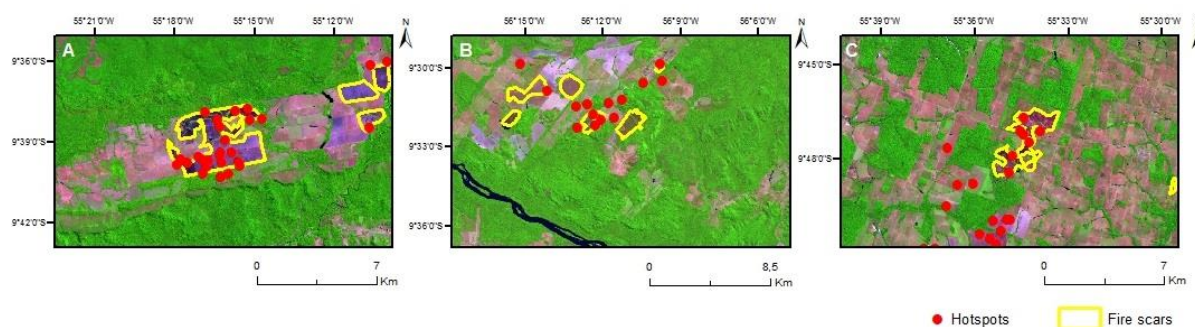 55°21'0"W 55°18'0"W 55°15'0"W 55°12'0"W N
A
9°36'0"S
9°39'0"S
9°42'0"S
0 7
Km
56°15'0"W 56°12'0"W 56°9'0"W 56°6'0"W N
B
9°30'0"S
9°33'0"S
9°36'0"S
0 8,5
Km
55°39'0"W 55°36'0"W 55°33'0"W 55°30'0"W N
C
9°45'0"S
9°48'0"S
0 7
Km
Hotspots Fire scars